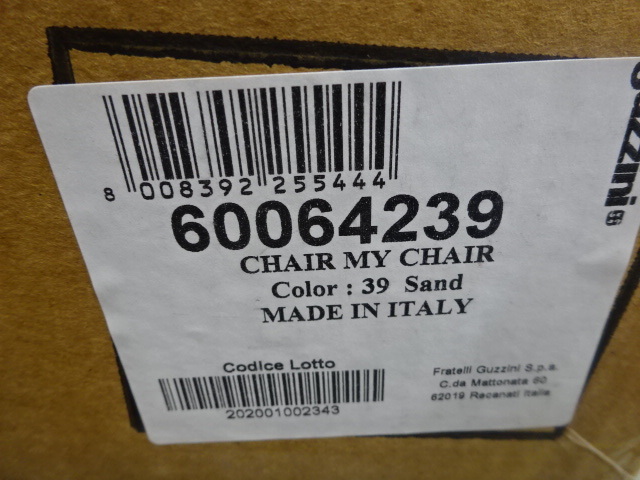 8 008392 255444
60064239
CHAIR MY CHAIR
Color : 39 Sand
MADE IN ITALY
Codice Lotto
202001002343
Fratelli Guzzini S.p.a.
C.da Mattonata 60
62019 Recanati Italia
guzzini